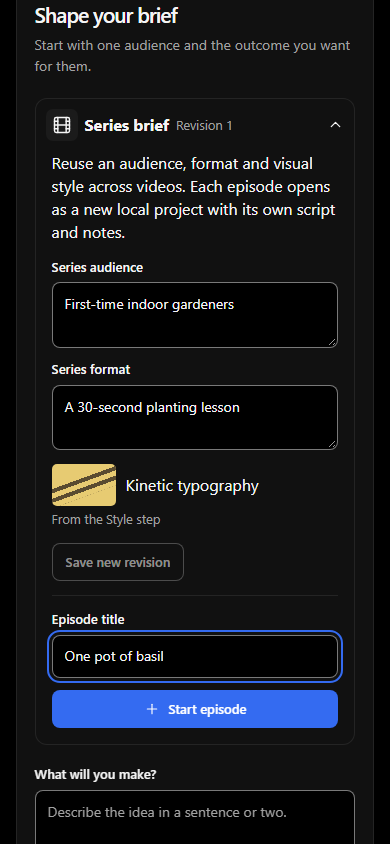 Shape your brief
Start with one audience and the outcome you want
for them.
Series brief Revision 1
Reuse an audience, format and visual
style across videos. Each episode opens
as a new local project with its own script
and notes.
Series audience
First-time indoor gardeners
Series format
A 30-second planting lesson
Kinetic typography
From the Style step
Save new revision
Episode title
One pot of basil
Start episode
What will you make?
Describe the idea in a sentence or two.